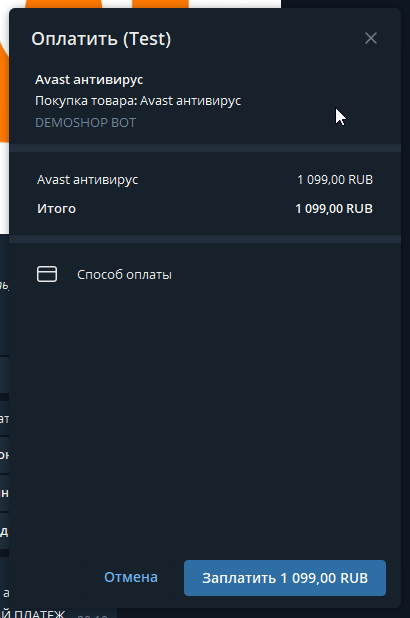 Оплатить (Test)
Avast антивирус
Покупка товара: Avast антивирус
DEMOSHOP BOT
Avast антивирус 1 099,00 RUB
Итого 1 099,00 RUB
Способ оплаты
Отмена Заплатить 1 099,00 RUB
Й ПЛАТЕЖ